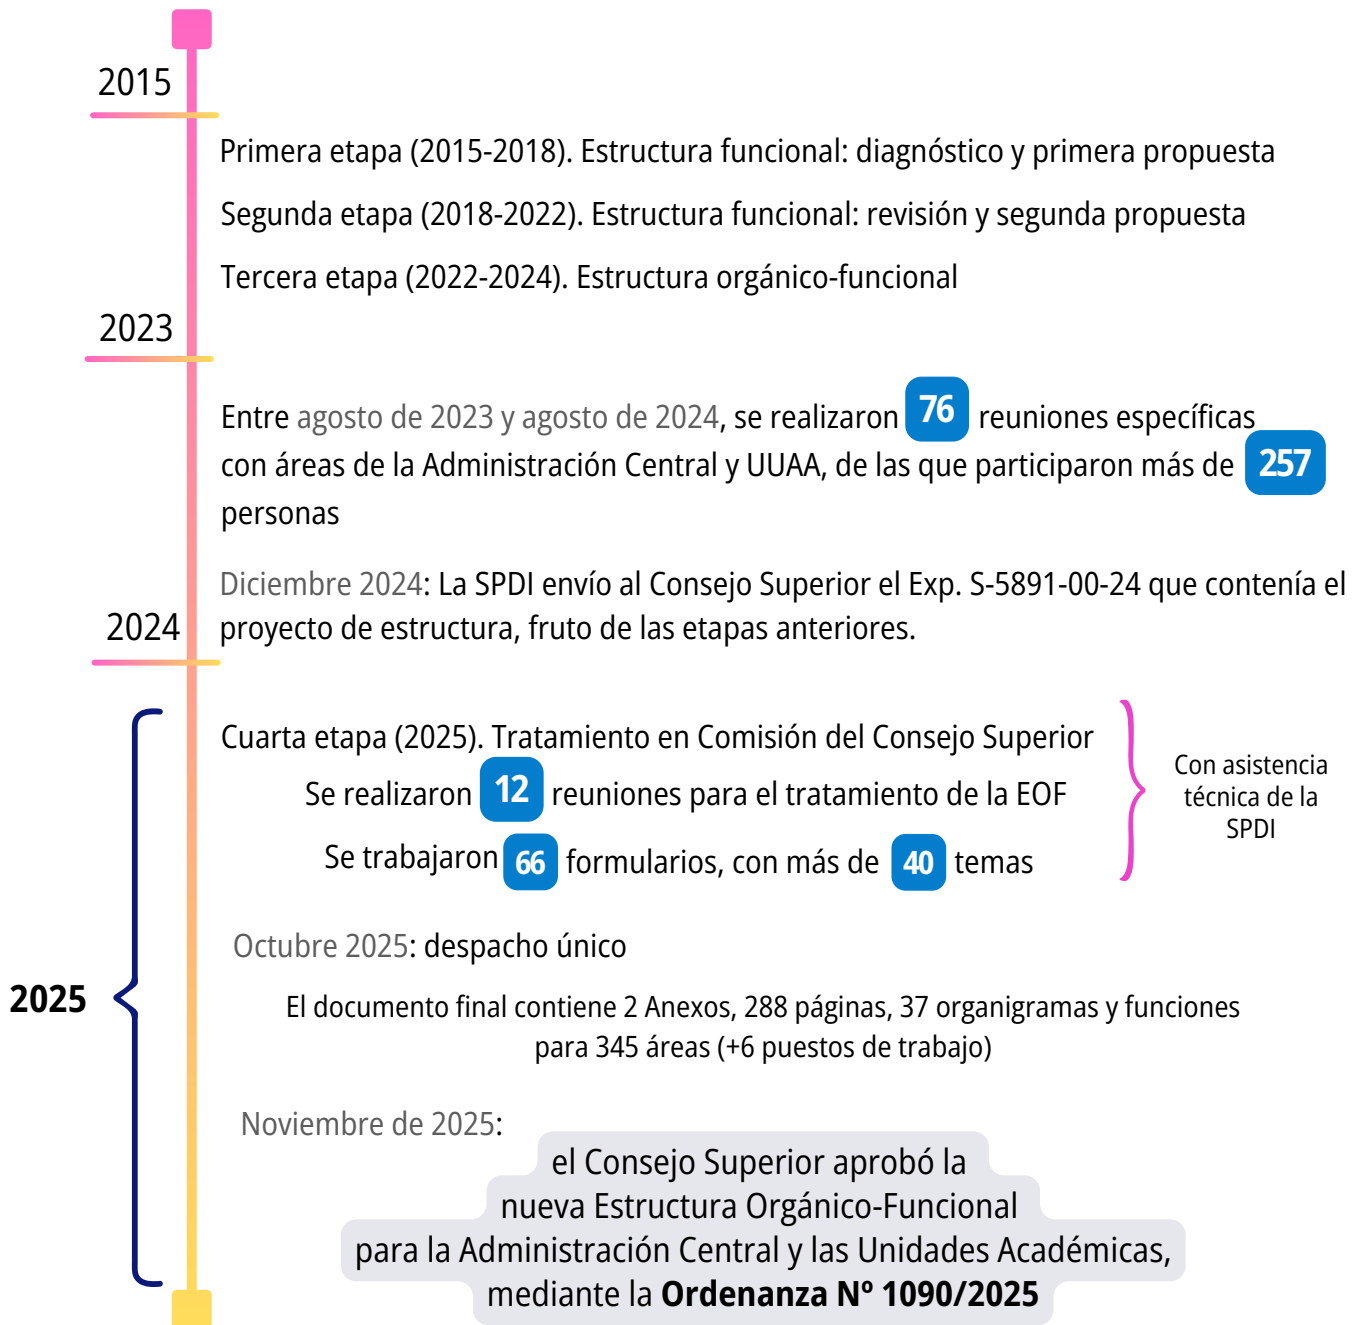 2015
Primera etapa (2015-2018). Estructura funcional: diagnóstico y primera propuesta
Segunda etapa (2018-2022). Estructura funcional: revisión y segunda propuesta
Tercera etapa (2022-2024). Estructura orgánico-funcional
2023
Entre agosto de 2023 y agosto de 2024, se realizaron 76 reuniones específicas
con áreas de la Administración Central y UUAA, de las que participaron más de 257
personas
Diciembre 2024: La SPDI envío al Consejo Superior el Exp. S-5891-00-24 que contenía el
proyecto de estructura, fruto de las etapas anteriores.
2024
Cuarta etapa (2025). Tratamiento en Comisión del Consejo Superior
Se realizaron 12 reuniones para el tratamiento de la EOF
Se trabajaron 66 formularios, con más de 40 temas
Con asistencia
técnica de la
SPDI
Octubre 2025: despacho único
2025
El documento final contiene 2 Anexos, 288 páginas, 37 organigramas y funciones
para 345 áreas (+6 puestos de trabajo)
Noviembre de 2025:
el Consejo Superior aprobó la
nueva Estructura Orgánico-Funcional
para la Administración Central y las Unidades Académicas,
mediante la Ordenanza Nº 1090/2025